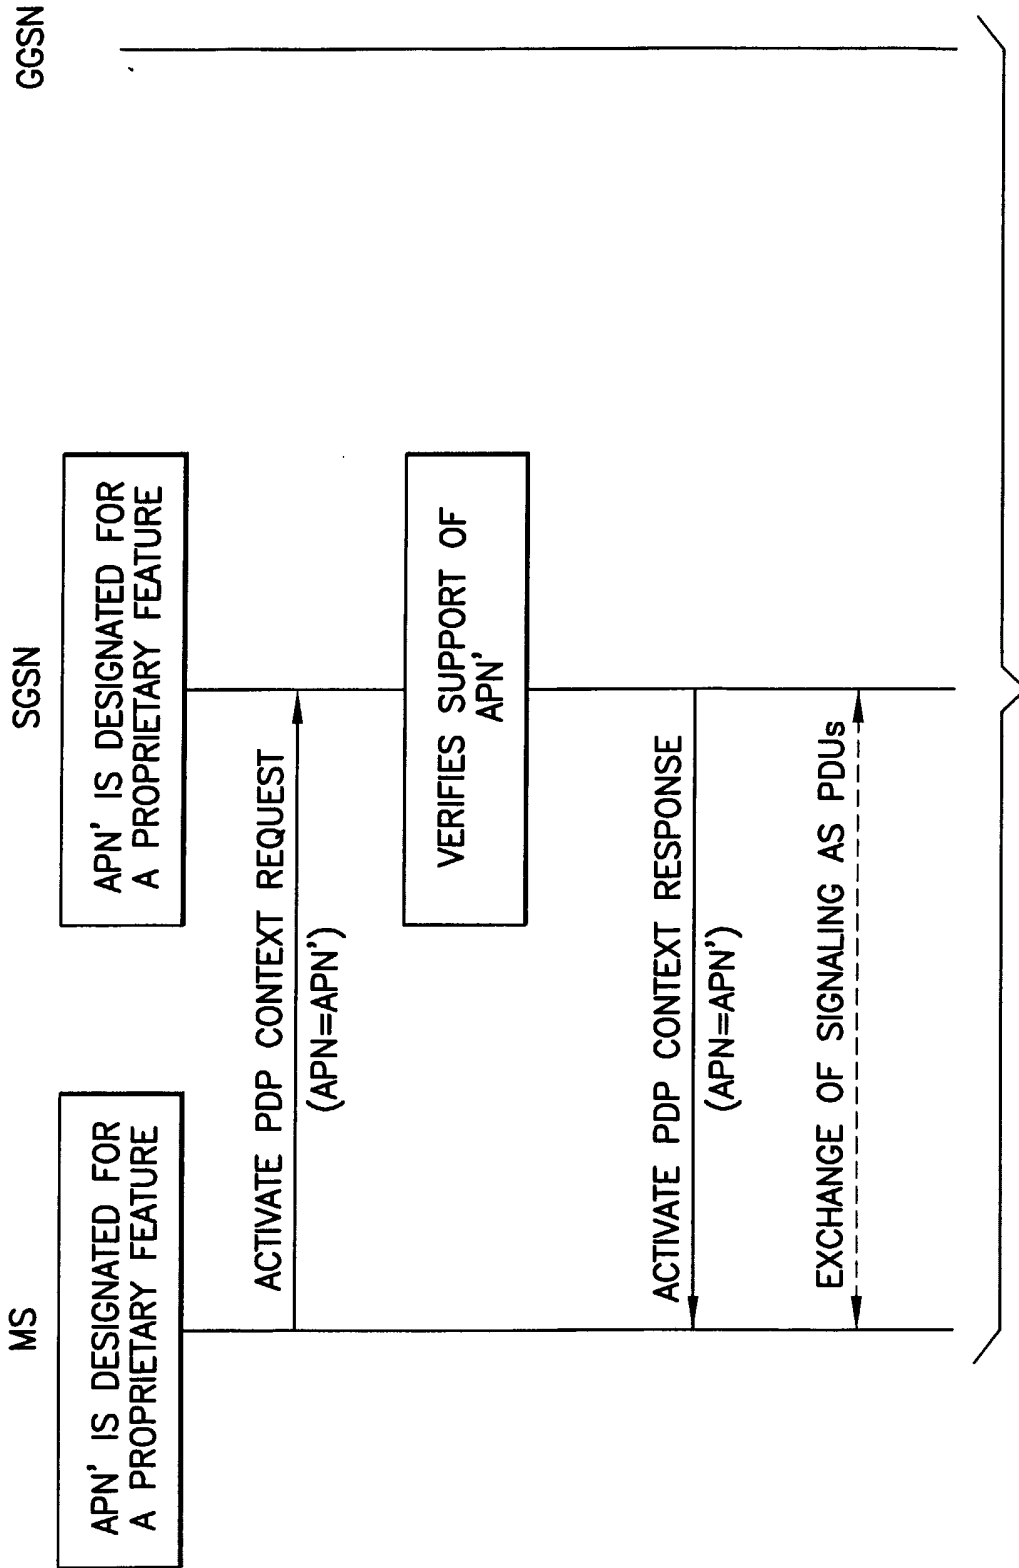 MS
SGSN
GGSN
APN' IS DESIGNATED FOR
A PROPRIETARY FEATURE
APN' IS DESIGNATED FOR
A PROPRIETARY FEATURE
ACTIVATE PDP CONTEXT REQUEST
(APN=APN')
VERIFIES SUPPORT OF
APN'
ACTIVATE PDP CONTEXT RESPONSE
(APN=APN')
EXCHANGE OF SIGNALING AS PDUs